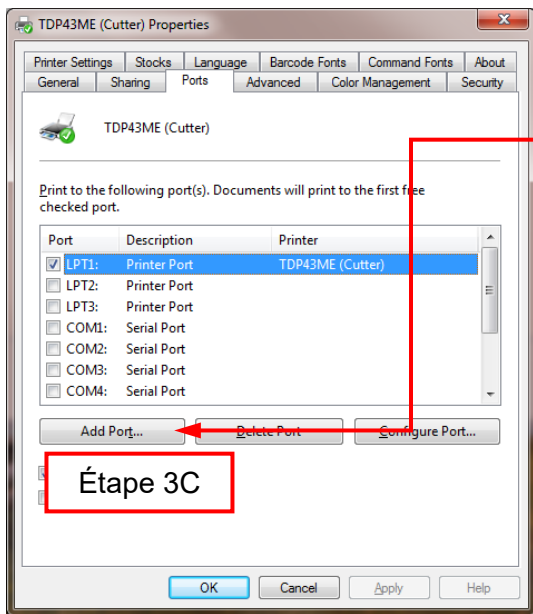 TDP43ME (Cutter) Properties
Printer Settings Stocks Language Barcode Fonts Command Fonts About
General Sharing Ports Advanced Color Management Security
TDP43ME (Cutter)
Print to the following port(s). Documents will print to the first free
checked port.
Port Description Printer
LPT1: Printer Port TDP43ME (Cutter)
LPT2: Printer Port
LPT3: Printer Port
COM1: Serial Port
COM2: Serial Port
COM3: Serial Port
COM4: Serial Port
Add Port... Delete Port Configure Port...
Étape 3C
OK Cancel Apply Help